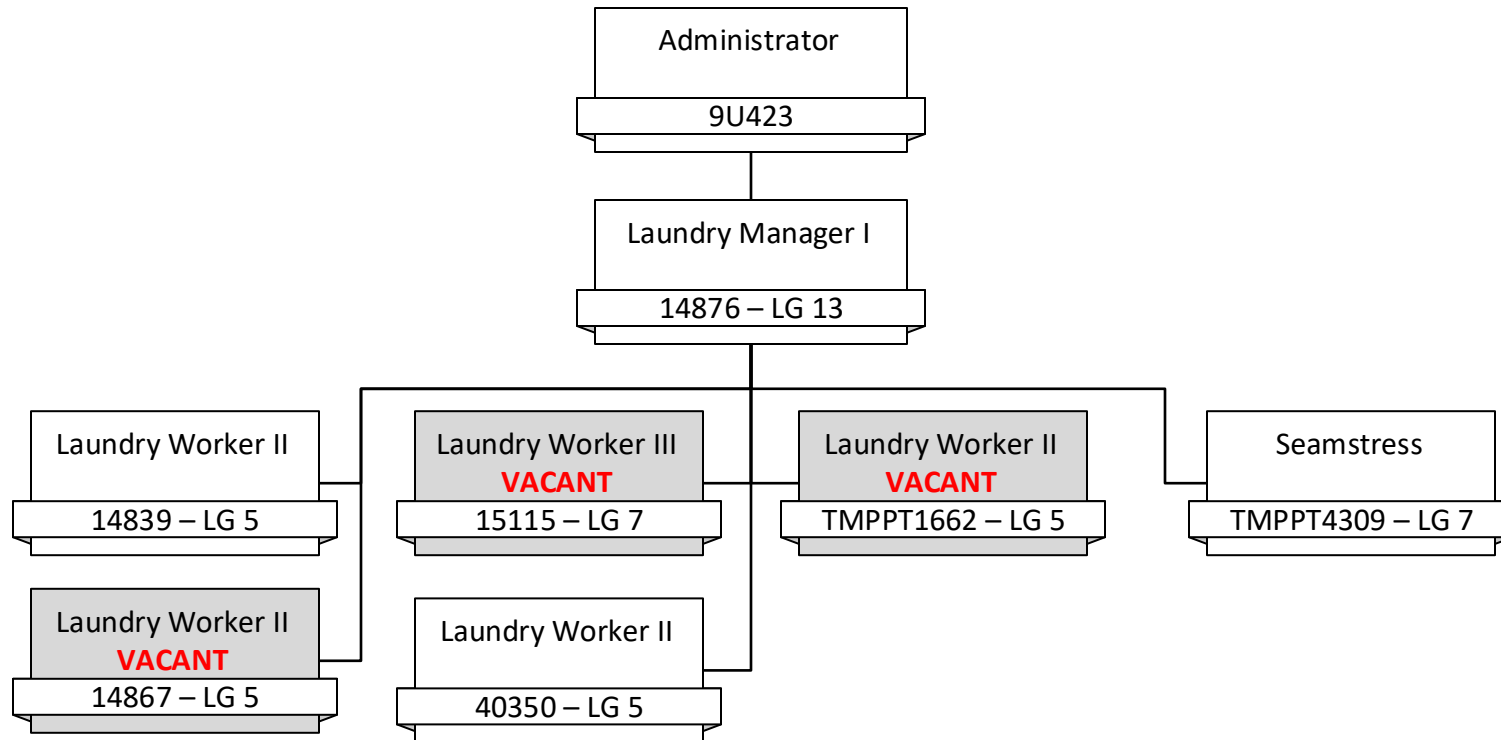 Administrator
9U423
Laundry Manager I
14876 – LG 13
Laundry Worker II
14839 – LG 5
Laundry Worker III
VACANT
15115 – LG 7
Laundry Worker II
VACANT
TMPPT1662 – LG 5
Seamstress
TMPPT4309 – LG 7
Laundry Worker II
VACANT
14867 – LG 5
Laundry Worker II
40350 – LG 5